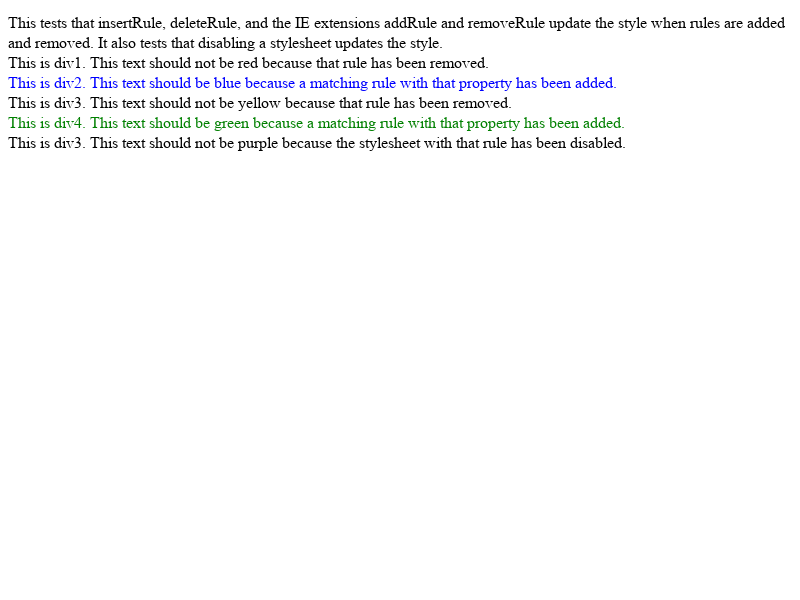 This tests that insertRule, deleteRule, and the IE extensions addRule and removeRule update the style when rules are added
and removed. It also tests that disabling a stylesheet updates the style.
This is div1. This text should not be red because that rule has been removed.
This is div2. This text should be blue because a matching rule with that property has been added.
This is div3. This text should not be yellow because that rule has been removed.
This is div4. This text should be green because a matching rule with that property has been added.
This is div3. This text should not be purple because the stylesheet with that rule has been disabled.